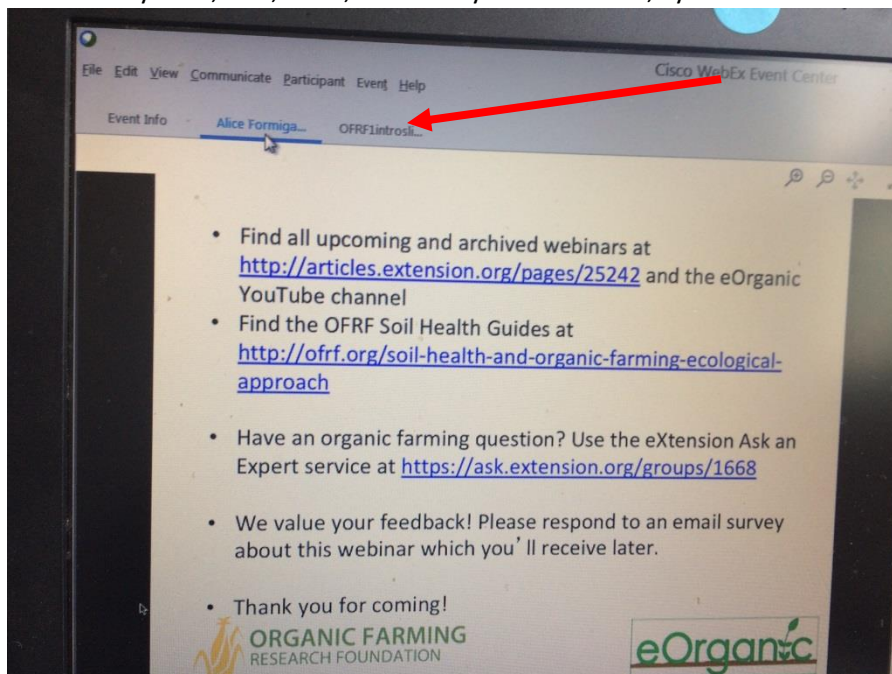 File Edit View Communicate Participant Event Help
Cisco WebEx Event Center
Event Info
Alice Formiga...
OFRF1introsli...
• Find all upcoming and archived webinars at
http://articles.extension.org/pages/25242 and the eOrganic
YouTube channel
• Find the OFRF Soil Health Guides at
http://ofrf.org/soil-health-and-organic-farming-ecological-
approach
• Have an organic farming question? Use the eXtension Ask an
Expert service at https://ask.extension.org/groups/1668
• We value your feedback! Please respond to an email survey
about this webinar which you'll receive later.
• Thank you for coming!
ORGANIC FARMING
RESEARCH FOUNDATION
eOrganic